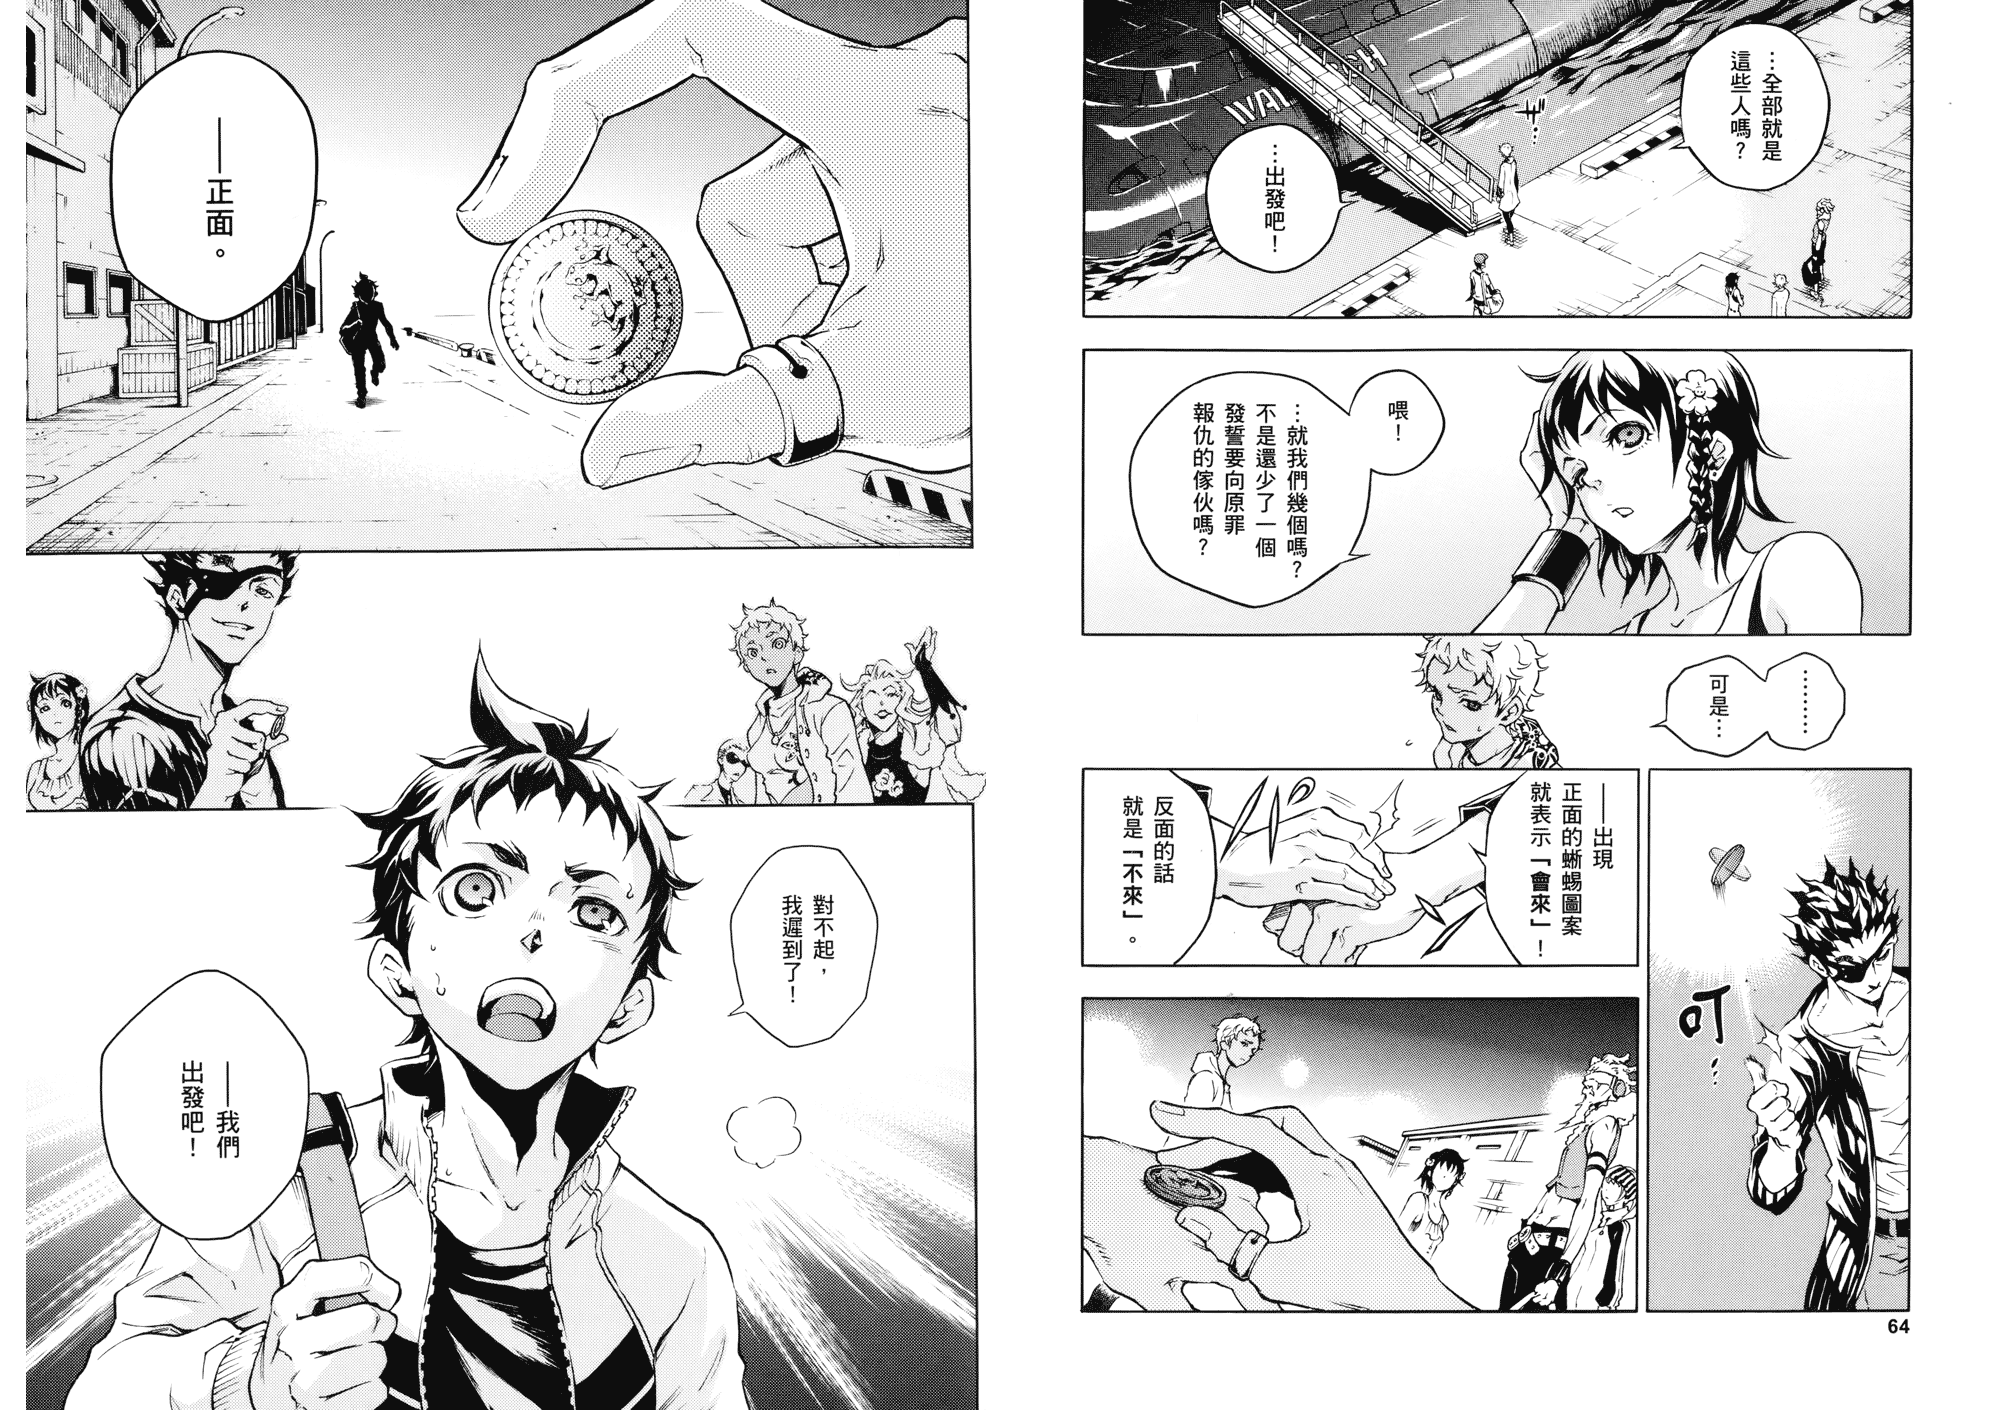 …全部就是
這些人嗎？
ザ…
…出發吧！
喂！
…就我們幾個嗎？
不是還少了一個
發誓要向原罪
報仇的傢伙嗎？
………
可是…
叮…
——出現
正面的蜥蜴圖案
就表示「會來」！
反面的話
就是「不來」。
64
——正面。
對不起，
我遲到了！
——我們
出發吧！